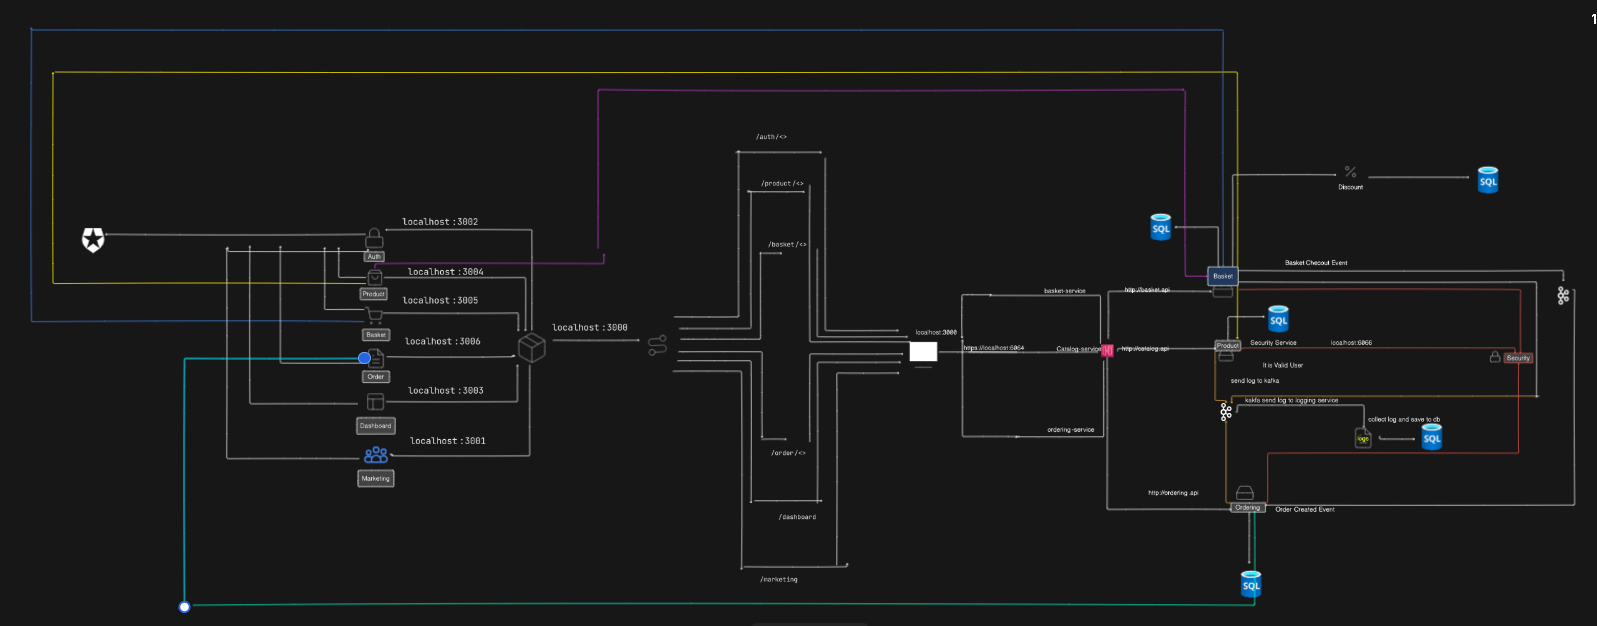 1
/auth/<>
/product/<>
/basket/<>
SQL
Discount
SQL
localhost:3002
Auth
localhost:3004
Product
localhost:3005
Basket
localhost:3006
Order
localhost:3003
Dashboard
localhost:3001
Marketing
localhost:3000
/order/<>
/dashboard
/marketing
localhost:3000
https://localhost:6064
basket-service
Catalog-service
ordering-service
http://basket.api
http://catalog.api
http://ordering.api
Basket
Basket Checout Event
SQL
Product
Security Service
localhost:6066
Security
It is Valid User
send log to kafka
kakfa send log to logging service
collect log and save to db
logs
SQL
Ordering
Order Created Event
SQL